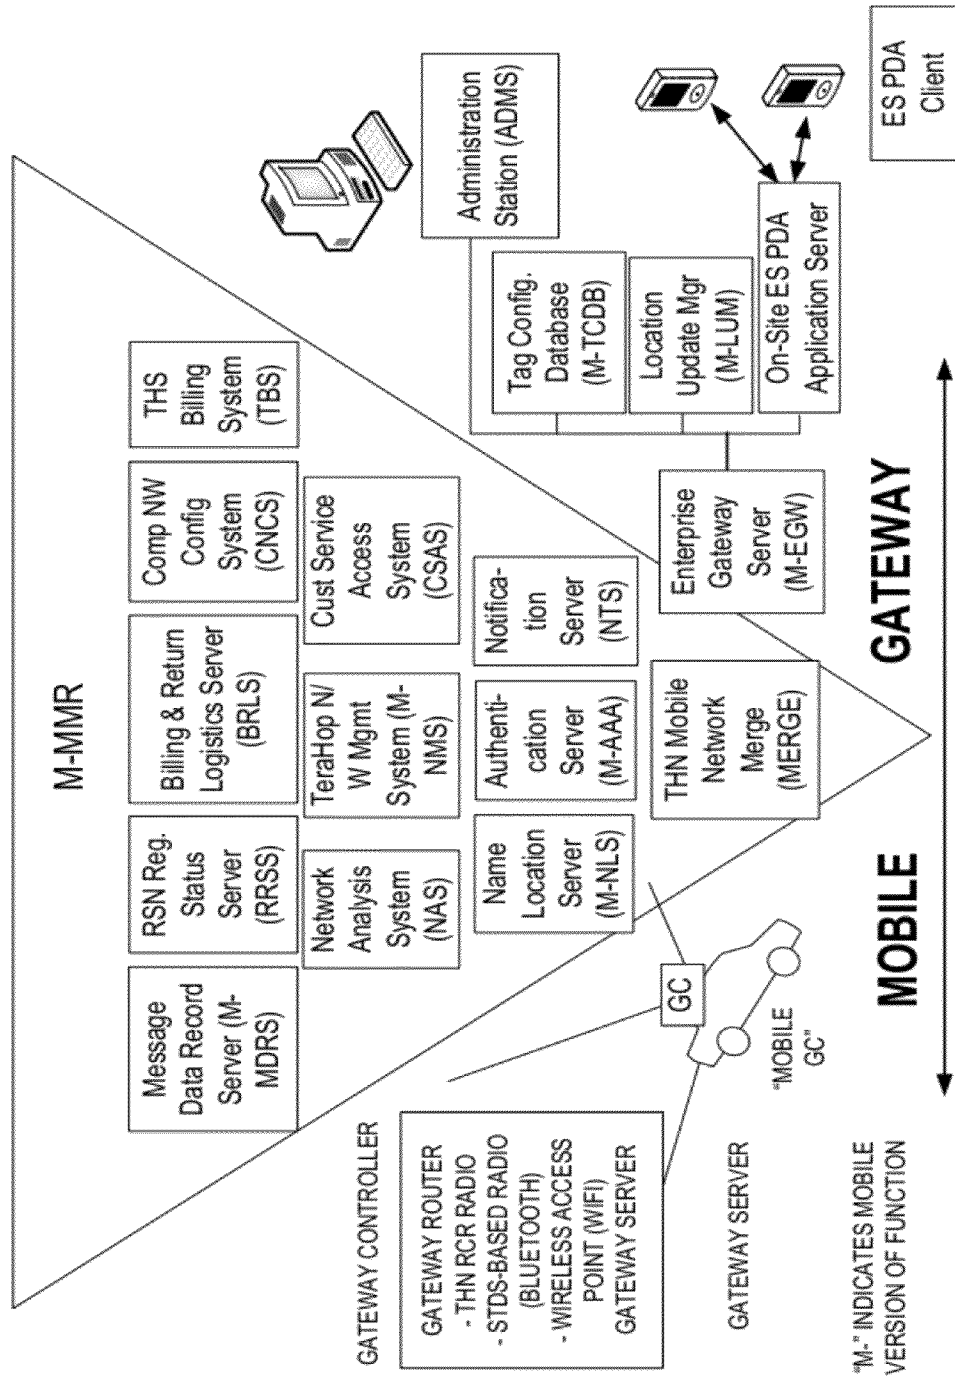 M-MMR
Message
Data Record
Server (M-
MDRS)
RSN Reg.
Status
Server
(RRSS)
Billing & Return
Logistics Server
(BRLS)
Comp NW
Config
System
(CNCS)
THS
Billing
System
(TBS)
Network
Analysis
System
(NAS)
TeraHop N/
W Mgmt
System (M-
NMS)
Cust Service
Access
System
(CSAS)
Name
Location
Server
(M-NLS)
Authenti-
cation
Server
(M-AAA)
Notifica-
tion
Server
(NTS)
THN Mobile
Network
Merge
(MERGE)
Enterprise
Gateway
Server
(M-EGW)
Administration
Station (ADMS)
Tag Config.
Database
(M-TCDB)
Location
Update Mgr
(M-LUM)
On-Site ES PDA
Application Server
ES PDA
Client
GATEWAY CONTROLLER
GATEWAY ROUTER
- THN RCR RADIO
- STDS-BASED RADIO
(BLUETOOTH)
- WIRELESS ACCESS
POINT (WIFI)
GATEWAY SERVER
GATEWAY SERVER
GC
"MOBILE
GC"
MOBILE
GATEWAY
"M-" INDICATES MOBILE
VERSION OF FUNCTION